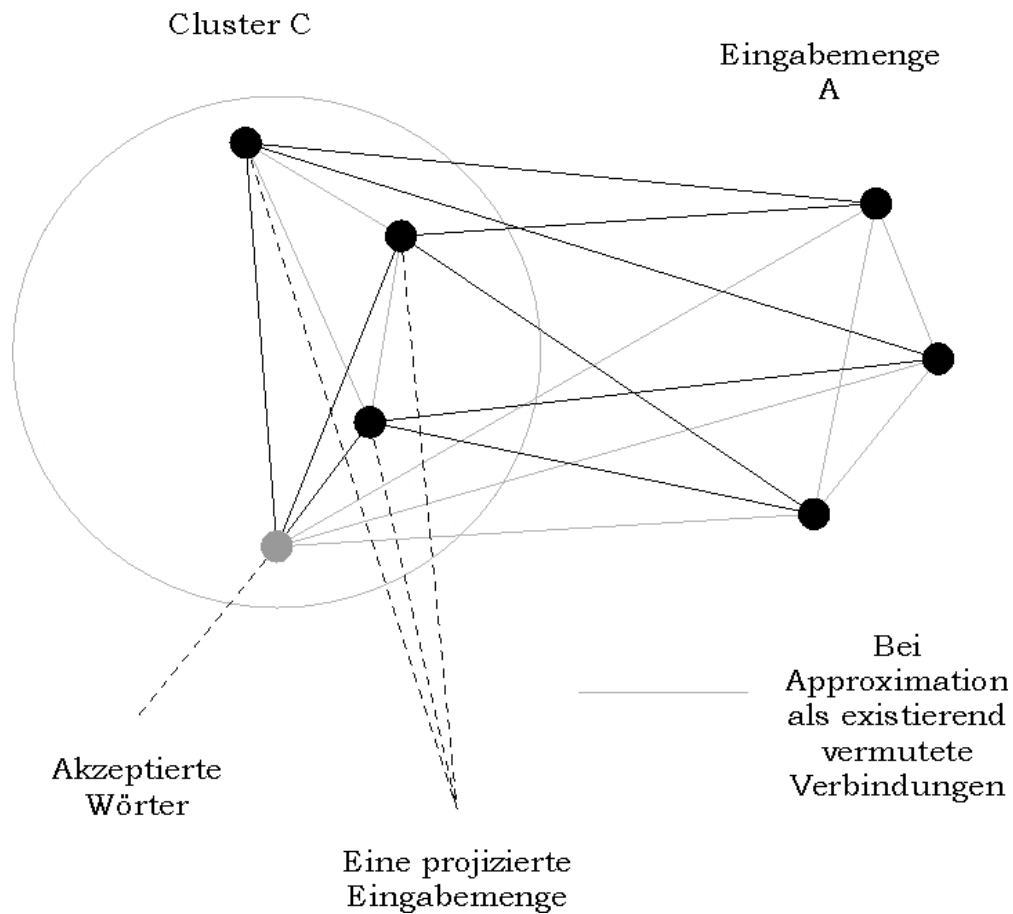 Cluster C
Eingabemenge
A
Bei
Approximation
als existierend
vermutete
Verbindungen
Akzeptierte
Wörter
Eine projizierte
Eingabemenge